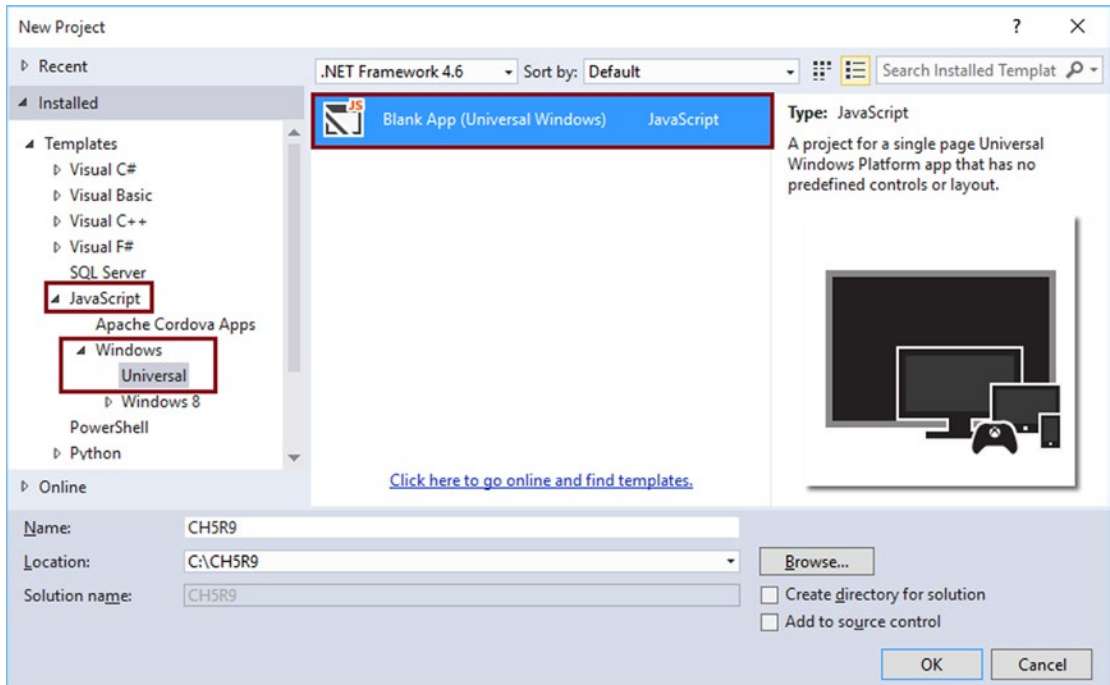 New Project
?
Recent
.NET Framework 4.6
Sort by: Default
Search Installed Templat
Installed
Templates
Visual C#
Visual Basic
Visual C++
Visual F#
SQL Server
JavaScript
Apache Cordova Apps
Windows
Universal
Windows 8
PowerShell
Python
Online
JS
Blank App (Universal Windows) JavaScript
Click here to go online and find templates.
Type: JavaScript
A project for a single page Universal
Windows Platform app that has no
predefined controls or layout.
Name: CH5R9
Location: C:\CH5R9
Browse...
Solution name: CH5R9
Create directory for solution
Add to source control
OK Cancel